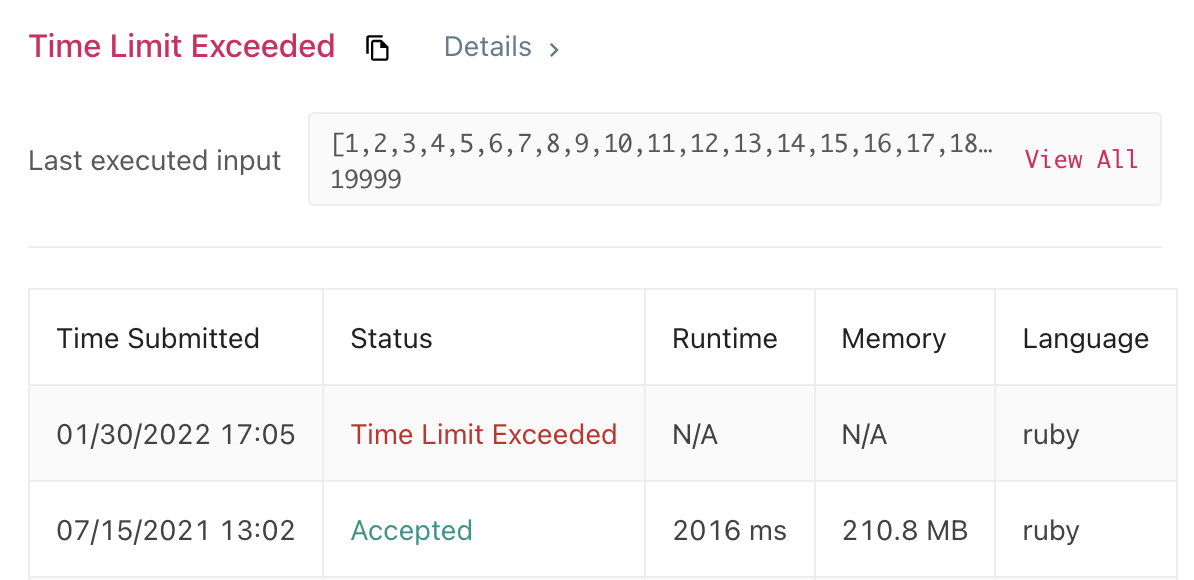 Time Limit Exceeded Details >
Last executed input
[1,2,3,4,5,6,7,8,9,10,11,12,13,14,15,16,17,18…
19999
View All
Time Submitted Status Runtime Memory Language
01/30/2022 17:05 Time Limit Exceeded N/A N/A ruby
07/15/2021 13:02 Accepted 2016 ms 210.8 MB ruby